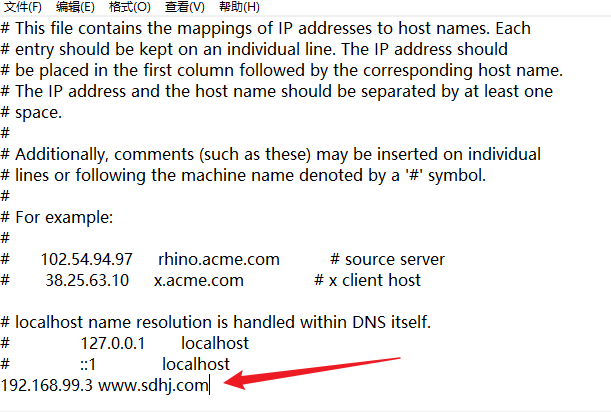 文件(F) 编辑(E) 格式(O) 查看(V) 帮助(H)
# This file contains the mappings of IP addresses to host names. Each
# entry should be kept on an individual line. The IP address should
# be placed in the first column followed by the corresponding host name.
# The IP address and the host name should be separated by at least one
# space.
#
# Additionally, comments (such as these) may be inserted on individual
# lines or following the machine name denoted by a '#' symbol.
#
# For example:
#
#      102.54.94.97     rhino.acme.com          # source server
#       38.25.63.10     x.acme.com              # x client host

# localhost name resolution is handled within DNS itself.
#             127.0.0.1       localhost
#             ::1             localhost
192.168.99.3 www.sdhj.com